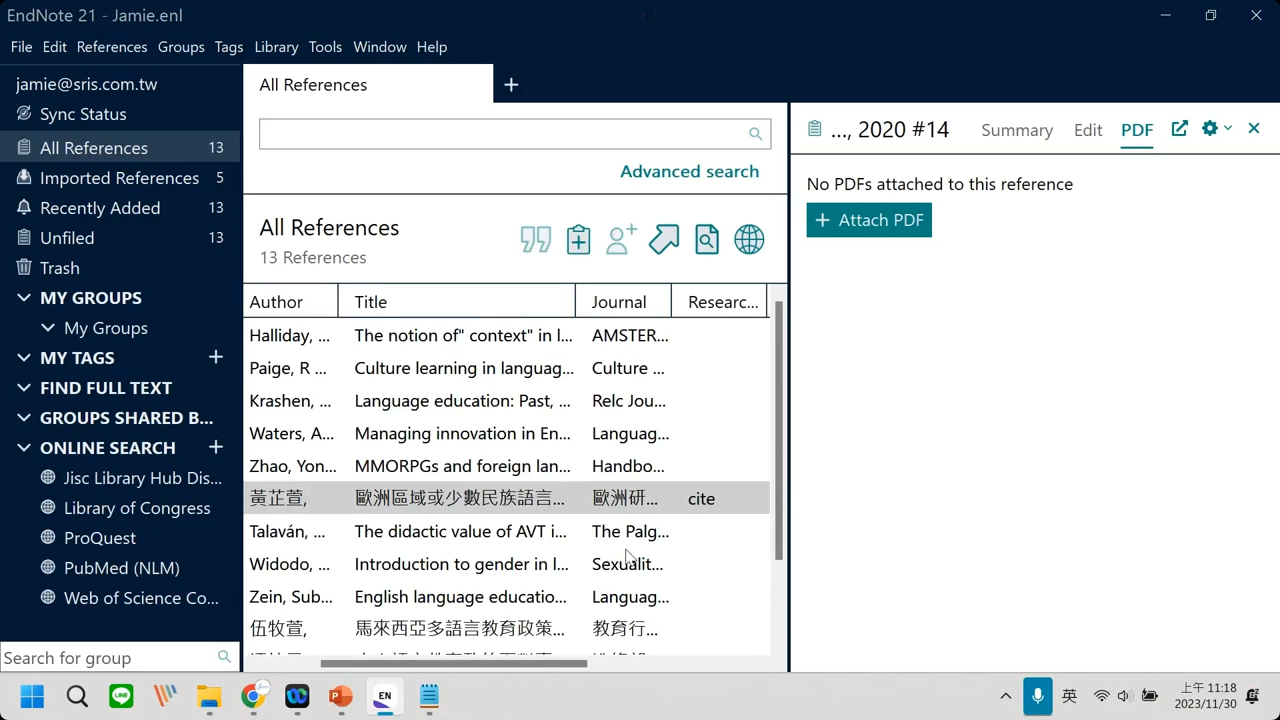 EndNote 21 - Jamie.enl
File Edit References Groups Tags Library Tools Window Help
jamie@sris.com.tw
Sync Status
All References 13
Imported References 5
Recently Added 13
Unfiled 13
Trash
MY GROUPS
My Groups
MY TAGS
FIND FULL TEXT
GROUPS SHARED B...
ONLINE SEARCH
Jisc Library Hub Dis...
Library of Congress
ProQuest
PubMed (NLM)
Web of Science Co...
Search for group
All References
Advanced search
All References
13 References
Author Title Journal Researc...
Halliday, ... The notion of" context" in l... AMSTER...
Paige, R ... Culture learning in languag... Culture ...
Krashen, ... Language education: Past, ... Relc Jou...
Waters, A... Managing innovation in En... Languag...
Zhao, Yon... MMORPGs and foreign lan... Handbo...
黃芷萱, 歐洲區域或少數民族語言... 歐洲研... cite
Talaván, ... The didactic value of AVT i... The Palg...
Widodo, ... Introduction to gender in l... Sexualit...
Zein, Sub... English language educatio... Languag...
伍牧萱, 馬來西亞多語言教育政策... 教育行...
..., 2020 #14 Summary Edit PDF
No PDFs attached to this reference
Attach PDF
LINE
EN
英
上午 11:18
2023/11/30